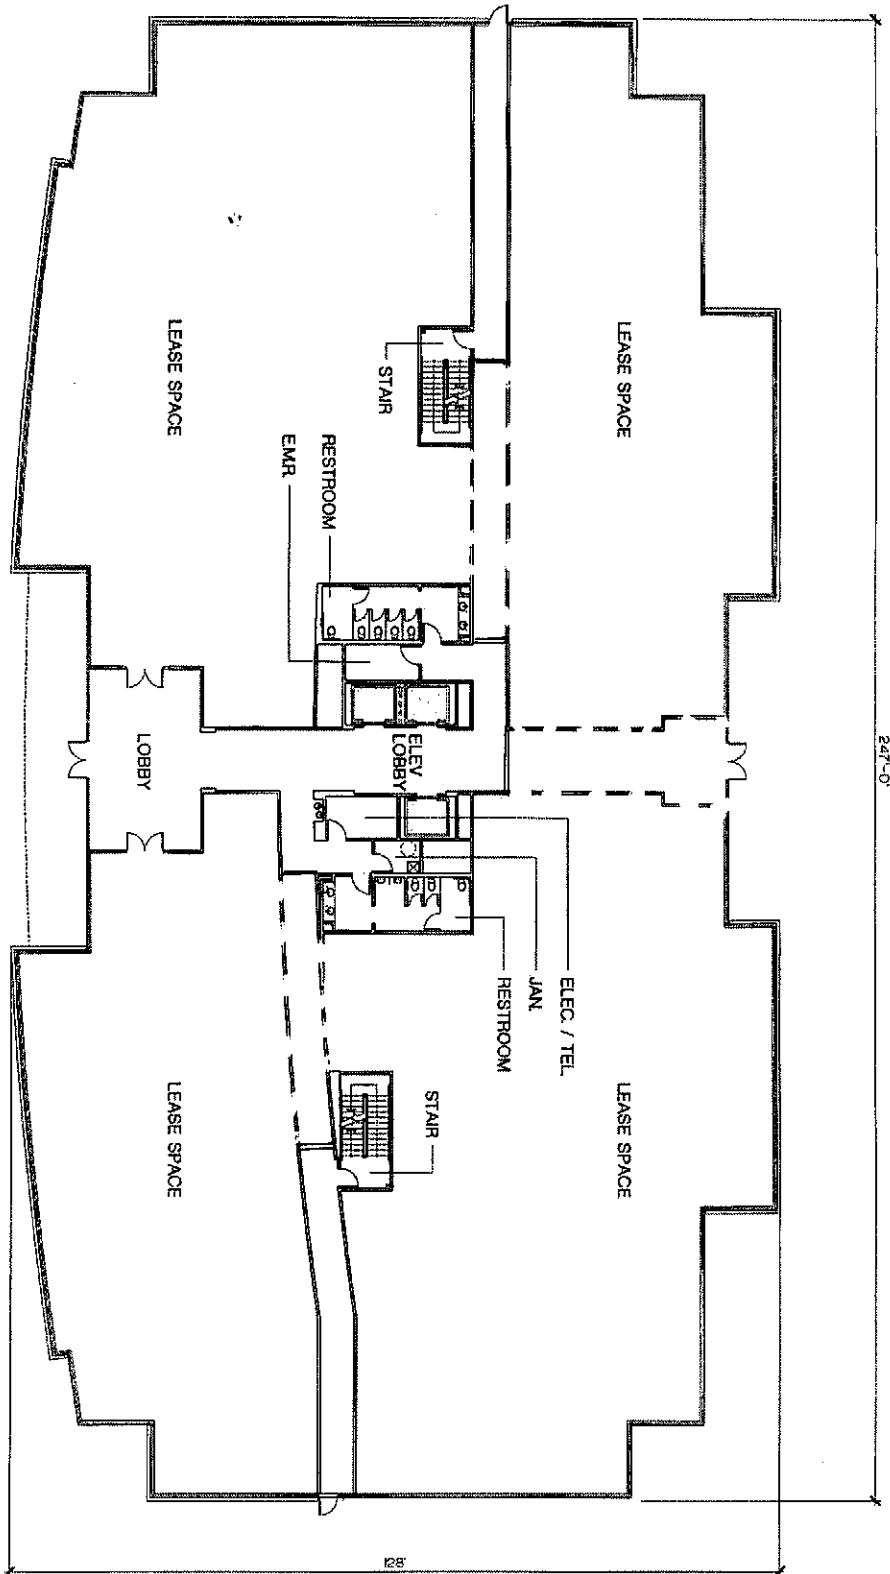 LEASE SPACE
LEASE SPACE
STAIR
RESTROOM
E.M.R.
ELEV
LOBBY
LOBBY
247'-0"
ELEC. / TEL.
JAN.
RESTROOM
STAIR
LEASE SPACE
LEASE SPACE
128'